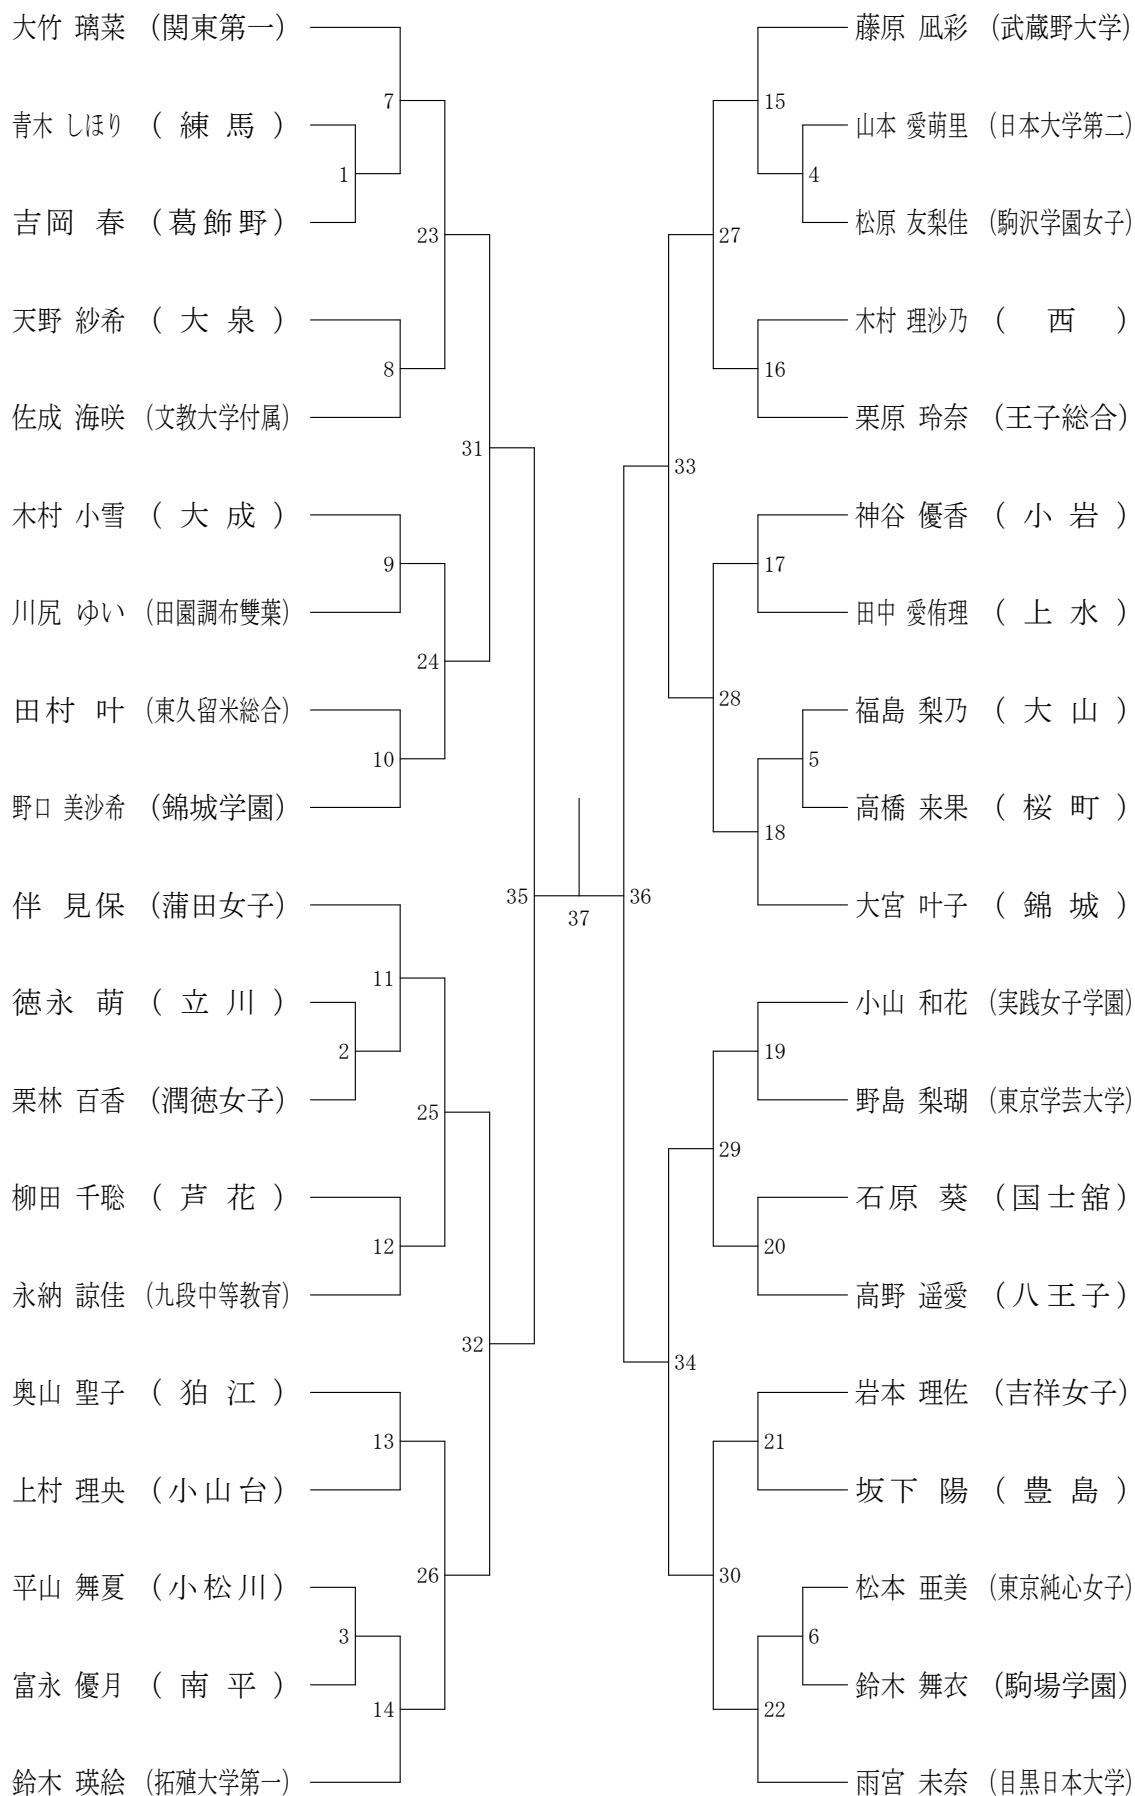 大竹 璃菜 (関東第一)
青木 しほり (練馬)
吉岡 春 (葛飾野)
天野 紗希 (大泉)
佐成 海咲 (文教大学付属)
木村 小雪 (大成)
川尻 ゆい (田園調布雙葉)
田村 叶 (東久留米総合)
野口 美沙希 (錦城学園)
伴 見保 (蒲田女子)
徳永 萌 (立川)
栗林 百香 (潤徳女子)
柳田 千聡 (芦花)
永納 諒佳 (九段中等教育)
奥山 聖子 (狛江)
上村 理央 (小山台)
平山 舞夏 (小松川)
富永 優月 (南平)
鈴木 瑛絵 (拓殖大学第一)
1
2
3
7
8
9
10
11
12
13
14
23
24
25
26
31
32
35
37
36
33
34
27
28
29
30
15
16
17
18
19
20
21
22
4
5
6
藤原 凪彩 (武蔵野大学)
山本 愛萌里 (日本大学第二)
松原 友梨佳 (駒沢学園女子)
木村 理沙乃 (西)
栗原 玲奈 (王子総合)
神谷 優香 (小岩)
田中 愛侑理 (上水)
福島 梨乃 (大山)
高橋 来果 (桜町)
大宮 叶子 (錦城)
小山 和花 (実践女子学園)
野島 梨瑚 (東京学芸大学)
石原 葵 (国士舘)
高野 遥愛 (八王子)
岩本 理佐 (吉祥女子)
坂下 陽 (豊島)
松本 亜美 (東京純心女子)
鈴木 舞衣 (駒場学園)
雨宮 未奈 (目黒日本大学)